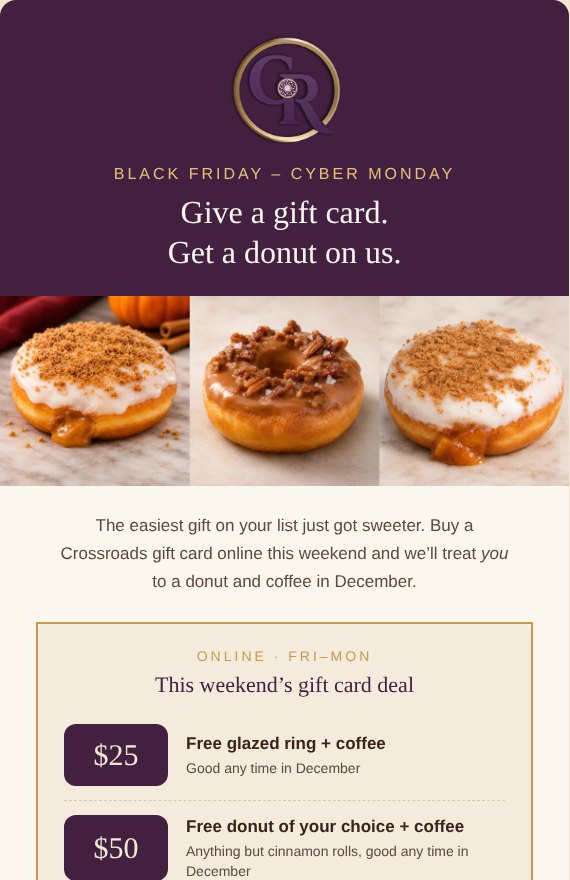 CR
BLACK FRIDAY – CYBER MONDAY
Give a gift card.
Get a donut on us.
The easiest gift on your list just got sweeter. Buy a
Crossroads gift card online this weekend and we’ll treat you
to a donut and coffee in December.
ONLINE · FRI–MON
This weekend’s gift card deal
$25
Free glazed ring + coffee
Good any time in December
$50
Free donut of your choice + coffee
Anything but cinnamon rolls, good any time in
December